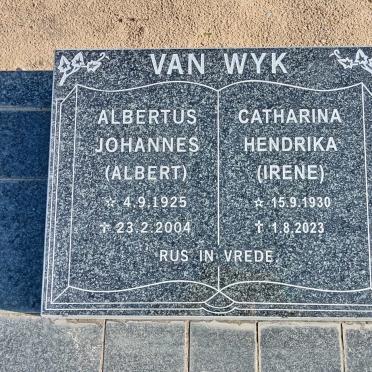 VAN WYK
ALBERTUS
JOHANNES
(ALBERT)
☆ 4.9.1925
✝ 23.2.2004
CATHARINA
HENDRIKA
(IRENE)
☆ 15.9.1930
✝ 1.8.2023
RUS IN VREDE